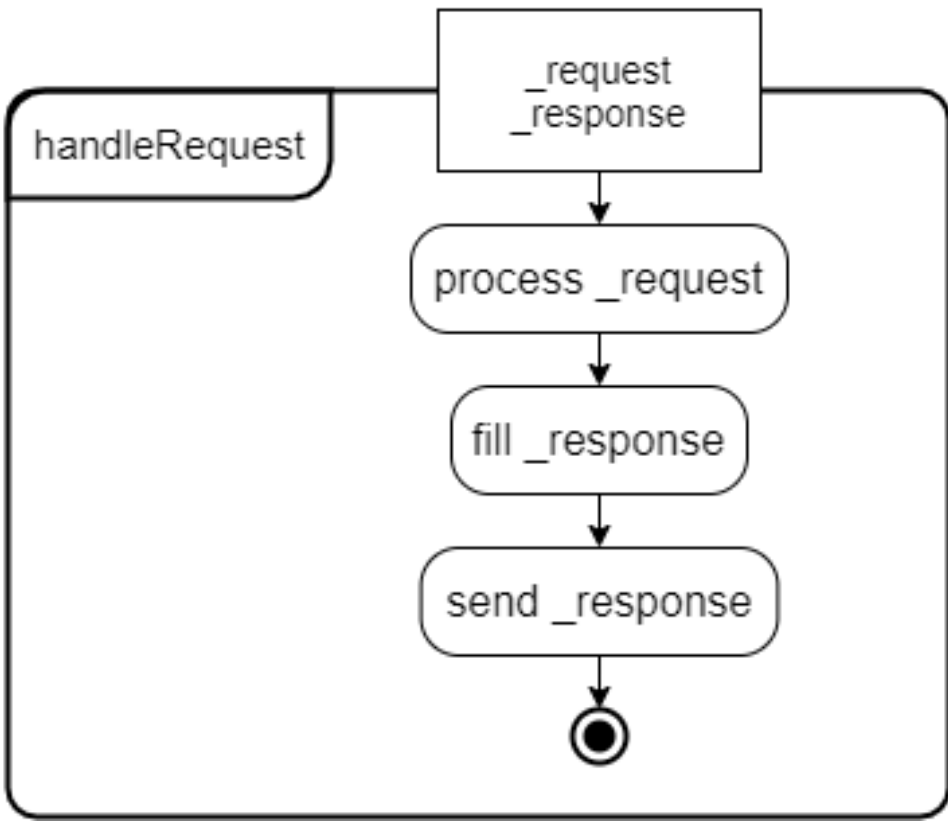 _request
_response
handleRequest
process _request
fill _response
send _response